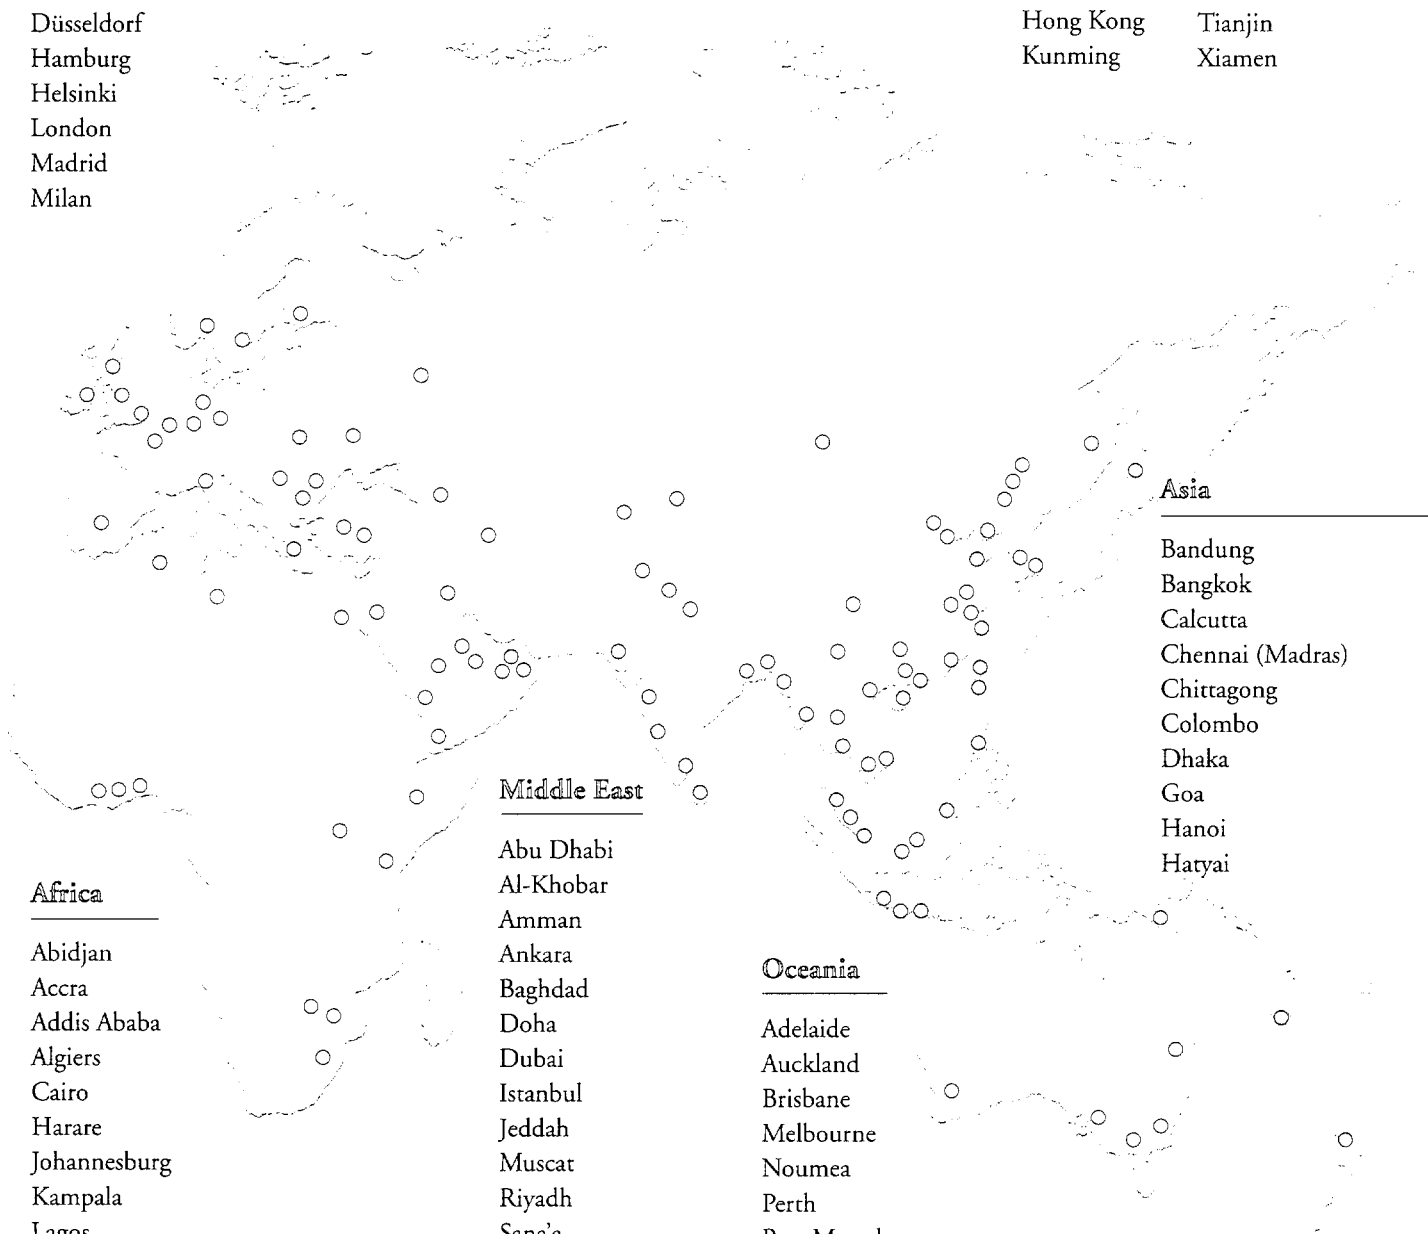 Düsseldorf
Hamburg
Helsinki
London
Madrid
Milan
Hong Kong
Kunming
Tianjin
Xiamen
Asia
Bandung
Bangkok
Calcutta
Chennai (Madras)
Chittagong
Colombo
Dhaka
Goa
Hanoi
Hatyai
Middle East
Abu Dhabi
Al-Khobar
Amman
Ankara
Baghdad
Doha
Dubai
Istanbul
Jeddah
Muscat
Riyadh
Sana'a
Africa
Abidjan
Accra
Addis Ababa
Algiers
Cairo
Harare
Johannesburg
Kampala
Lagos
Oceania
Adelaide
Auckland
Brisbane
Melbourne
Noumea
Perth